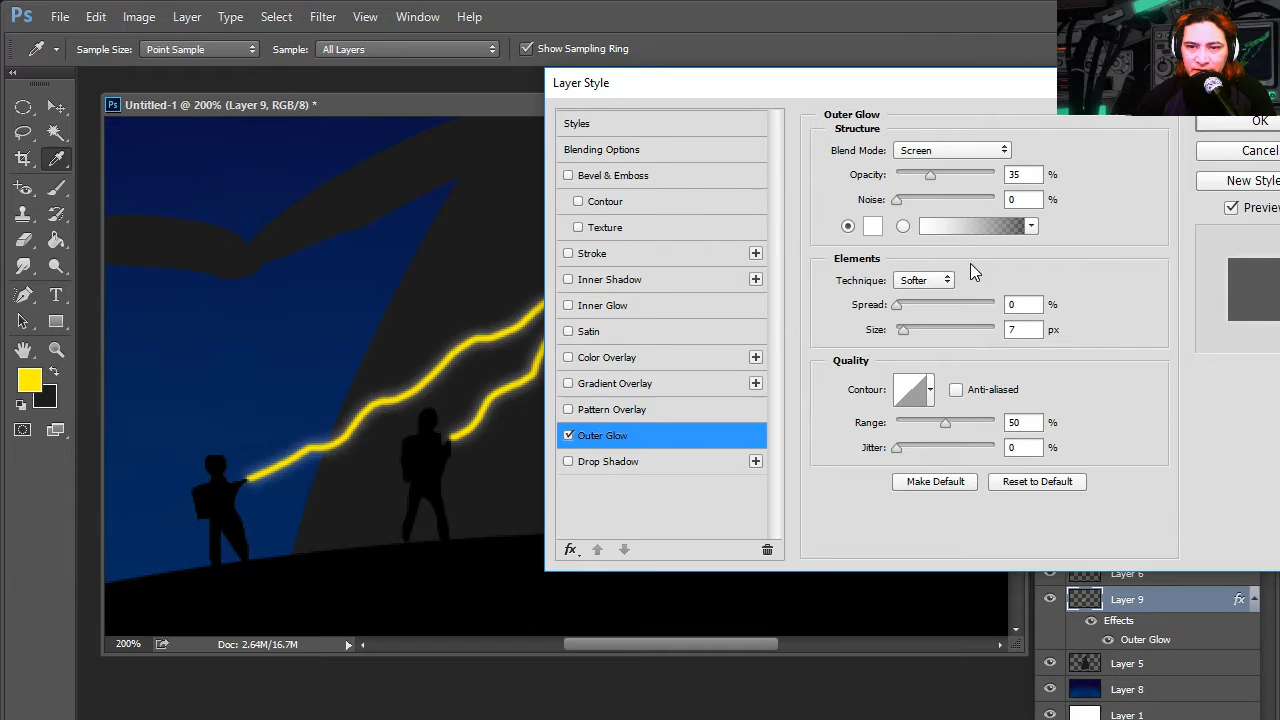 Ps File Edit Image Layer Type Select Filter View Window Help
Sample Size: Point Sample Sample: All Layers Show Sampling Ring
Ps Untitled-1 @ 200% (Layer 9, RGB/8) *
Layer Style
Styles
Blending Options
Bevel & Emboss
Contour
Texture
Stroke
Inner Shadow
Inner Glow
Satin
Color Overlay
Gradient Overlay
Pattern Overlay
Outer Glow
Drop Shadow
fx
Outer Glow
Structure
Blend Mode: Screen
Opacity: 35 %
Noise: 0 %
Elements
Technique: Softer
Spread: 0 %
Size: 7 px
Quality
Contour: Anti-aliased
Range: 50 %
Jitter: 0 %
Make Default Reset to Default
OK
Cancel
New Style
Preview
Layer 6
Layer 9 fx
Effects
Outer Glow
Layer 5
Layer 8
Layer 1
200% Doc: 2.64M/16.7M